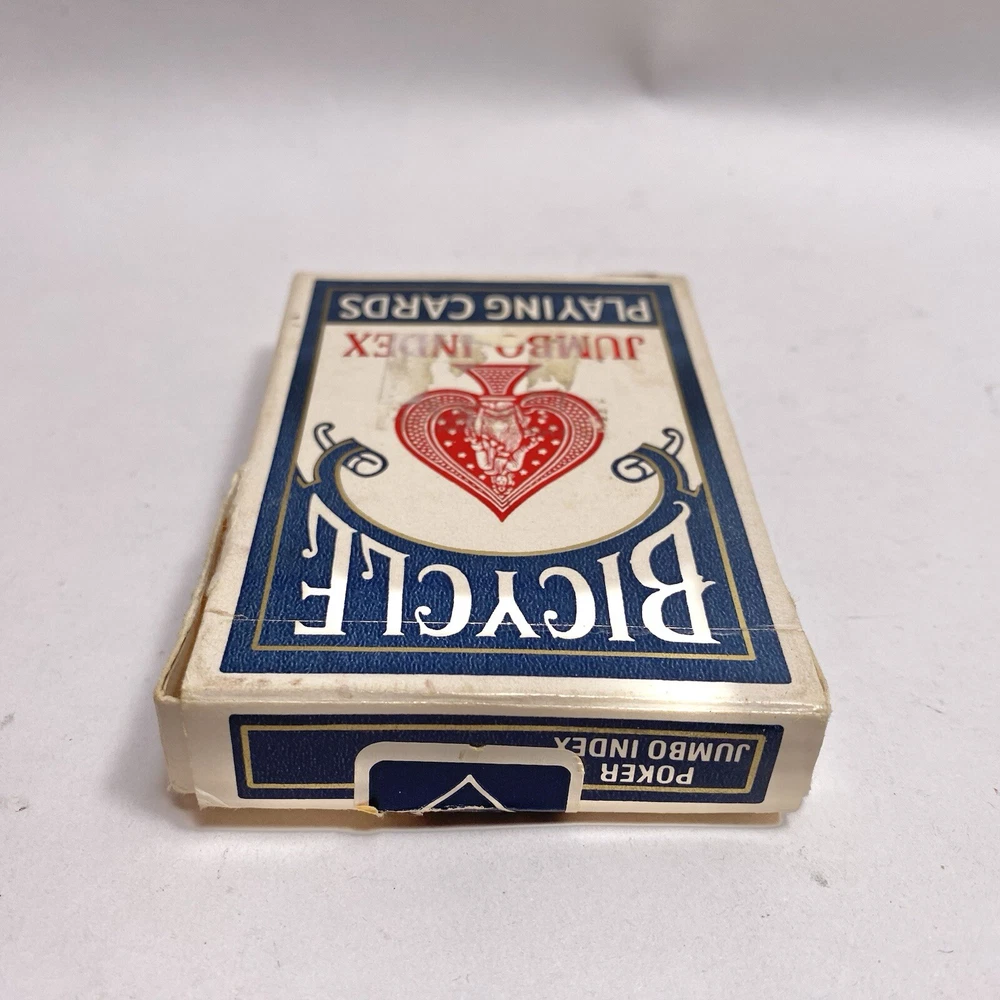 BICYCLE
JUMBO INDEX
PLAYING CARDS
POKER
JUMBO INDEX